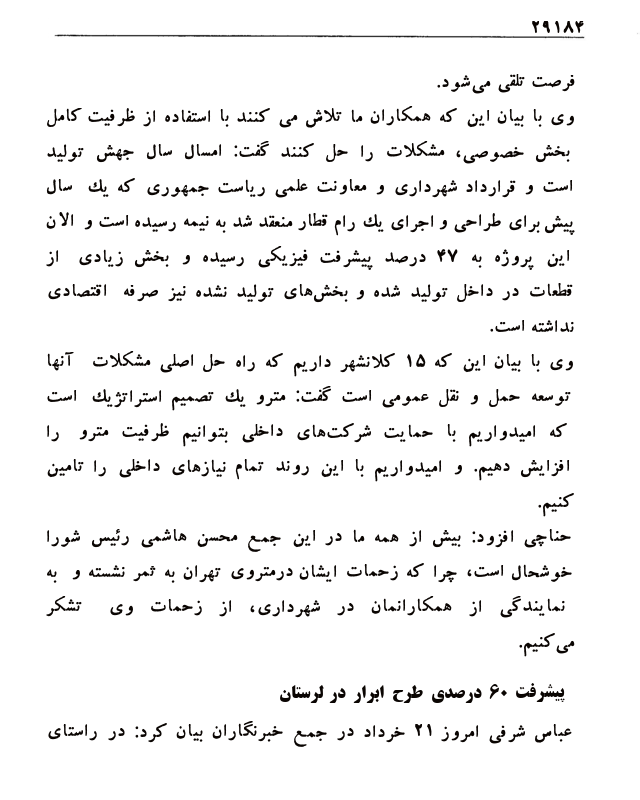 ۲۹۱۸۴
فرصت تلقی می‌شود.
وی با بیان این که همکاران ما تلاش می کنند با استفاده از ظرفیت کامل
بخش خصوصی، مشکلات را حل کنند گفت: امسال سال جهش تولید
است و قرارداد شهرداری و معاونت علمی ریاست جمهوری که یك سال
پیش برای طراحی و اجرای یك رام قطار منعقد شد به نیمه رسیده است و الان
این پروژه به ۴۷ درصد پیشرفت فیزیکی رسیده و بخش زیادی از
قطعات در داخل تولید شده و بخش‌های تولید نشده نیز صرفه اقتصادی
نداشته است.
وی با بیان این که ۱۵ کلانشهر داریم که راه حل اصلی مشکلات آنها
توسعه حمل و نقل عمومی است گفت: مترو یك تصمیم استراتژیك است
که امیدواریم با حمایت شرکت‌های داخلی بتوانیم ظرفیت مترو را
افزایش دهیم. و امیدواریم با این روند تمام نیازهای داخلی را تامین
کنیم.
حناچی افزود: بیش از همه ما در این جمع محسن هاشمی رئیس شورا
خوشحال است، چرا که زحمات ایشان درمتروی تهران به ثمر نشسته و به
نمایندگی از همکارانمان در شهرداری، از زحمات وی تشکر
می‌کنیم.
پیشرفت ۶۰ درصدی طرح ابرار در لرستان
عباس شرفی امروز ۲۱ خرداد در جمع خبرنگاران بیان کرد: در راستای